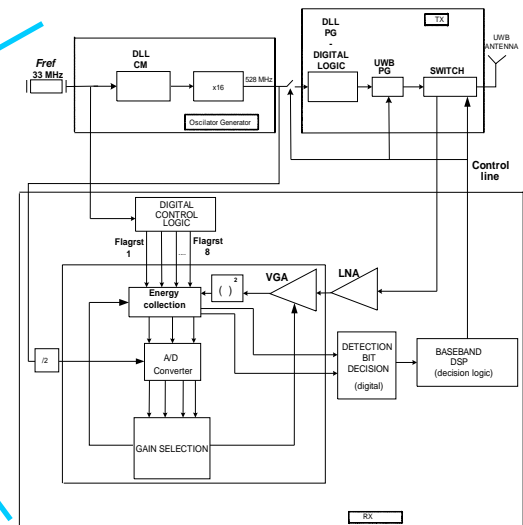 Fref
33 MHz
DLL
CM
x16
528 MHz
Oscilator Generator
DLL
PG
-
DIGITAL
LOGIC
TX
UWB
PG
SWITCH
UWB
ANTENNA
Control
line
DIGITAL
CONTROL
LOGIC
Flagrst
1
....
Flagrst
8
Energy
collection
( )
2
VGA
LNA
/2
A/D
Converter
GAIN SELECTION
DETECTION
BIT
DECISION
(digital)
BASEBAND
DSP
(decision logic)
RX